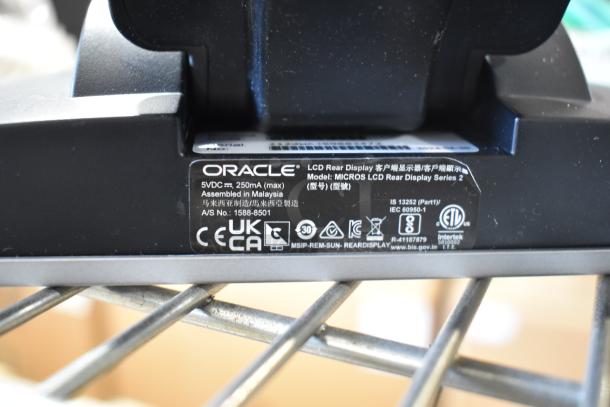 ORACLE
LCD Rear Display 客户端显示器/客戶端顯示
5VDC⎓, 250mA (max)
Model: MICROS LCD Rear Display Series 2
Assembled in Malaysia
(型号) (型號)
马来西亚制造/馬來西亞製造
A/S No.: 1588-8501
IS 13252 (Part1)/
IEC 60950-1
CE UK CA 30
R-41187879
www.bis.gov.in
ETL
Intertek
I.T.E.
MSIP-REM-SUN- REARDISPLAY